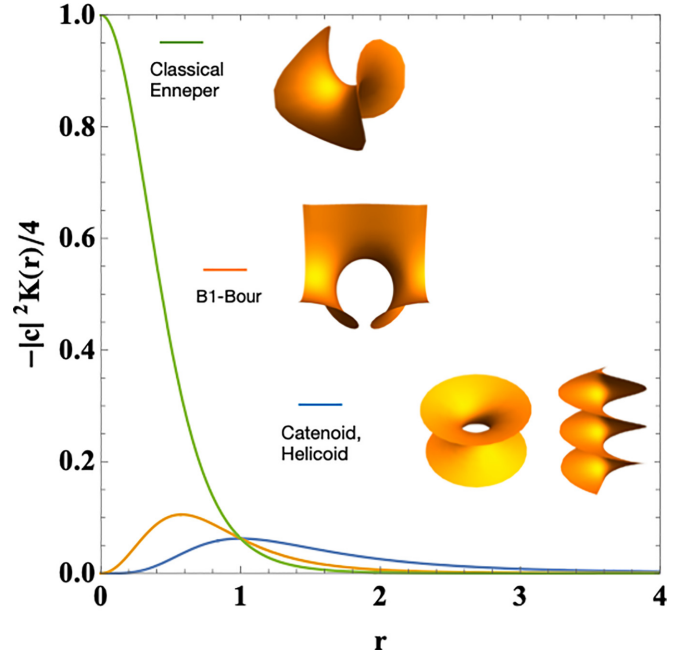 1.0
Classical
Enneper
0.8
0.6
B1-Bour
−|c| ²K(r)/4
0.4
Catenoid,
Helicoid
0.2
0.0
0 1 2 3 4
r